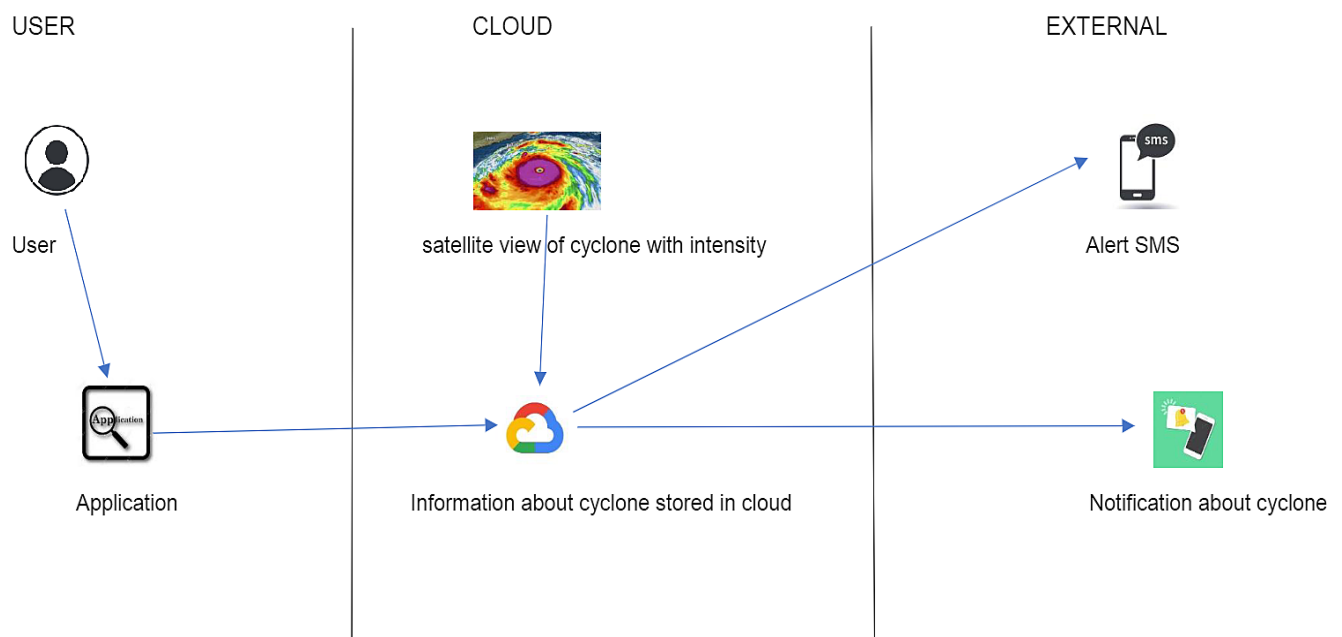 USER
CLOUD
EXTERNAL
sms
User
satellite view of cyclone with intensity
Alert SMS
Application
Application
Information about cyclone stored in cloud
Notification about cyclone